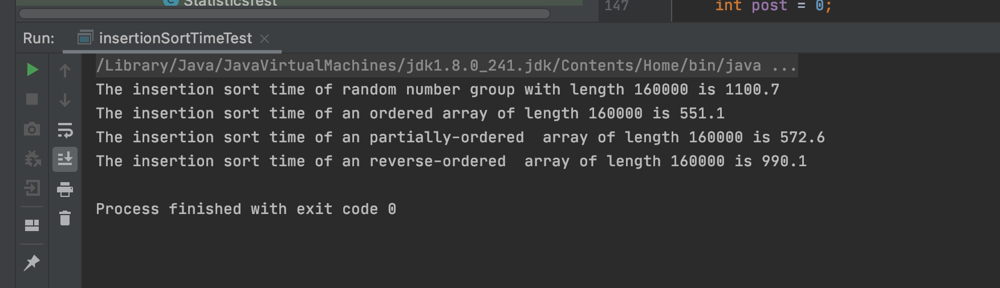 StatisticsTest
147 int post = 0;
Run: insertionSortTimeTest
/Library/Java/JavaVirtualMachines/jdk1.8.0_241.jdk/Contents/Home/bin/java ...
The insertion sort time of random number group with length 160000 is 1100.7
The insertion sort time of an ordered array of length 160000 is 551.1
The insertion sort time of an partially-ordered  array of length 160000 is 572.6
The insertion sort time of an reverse-ordered  array of length 160000 is 990.1
Process finished with exit code 0